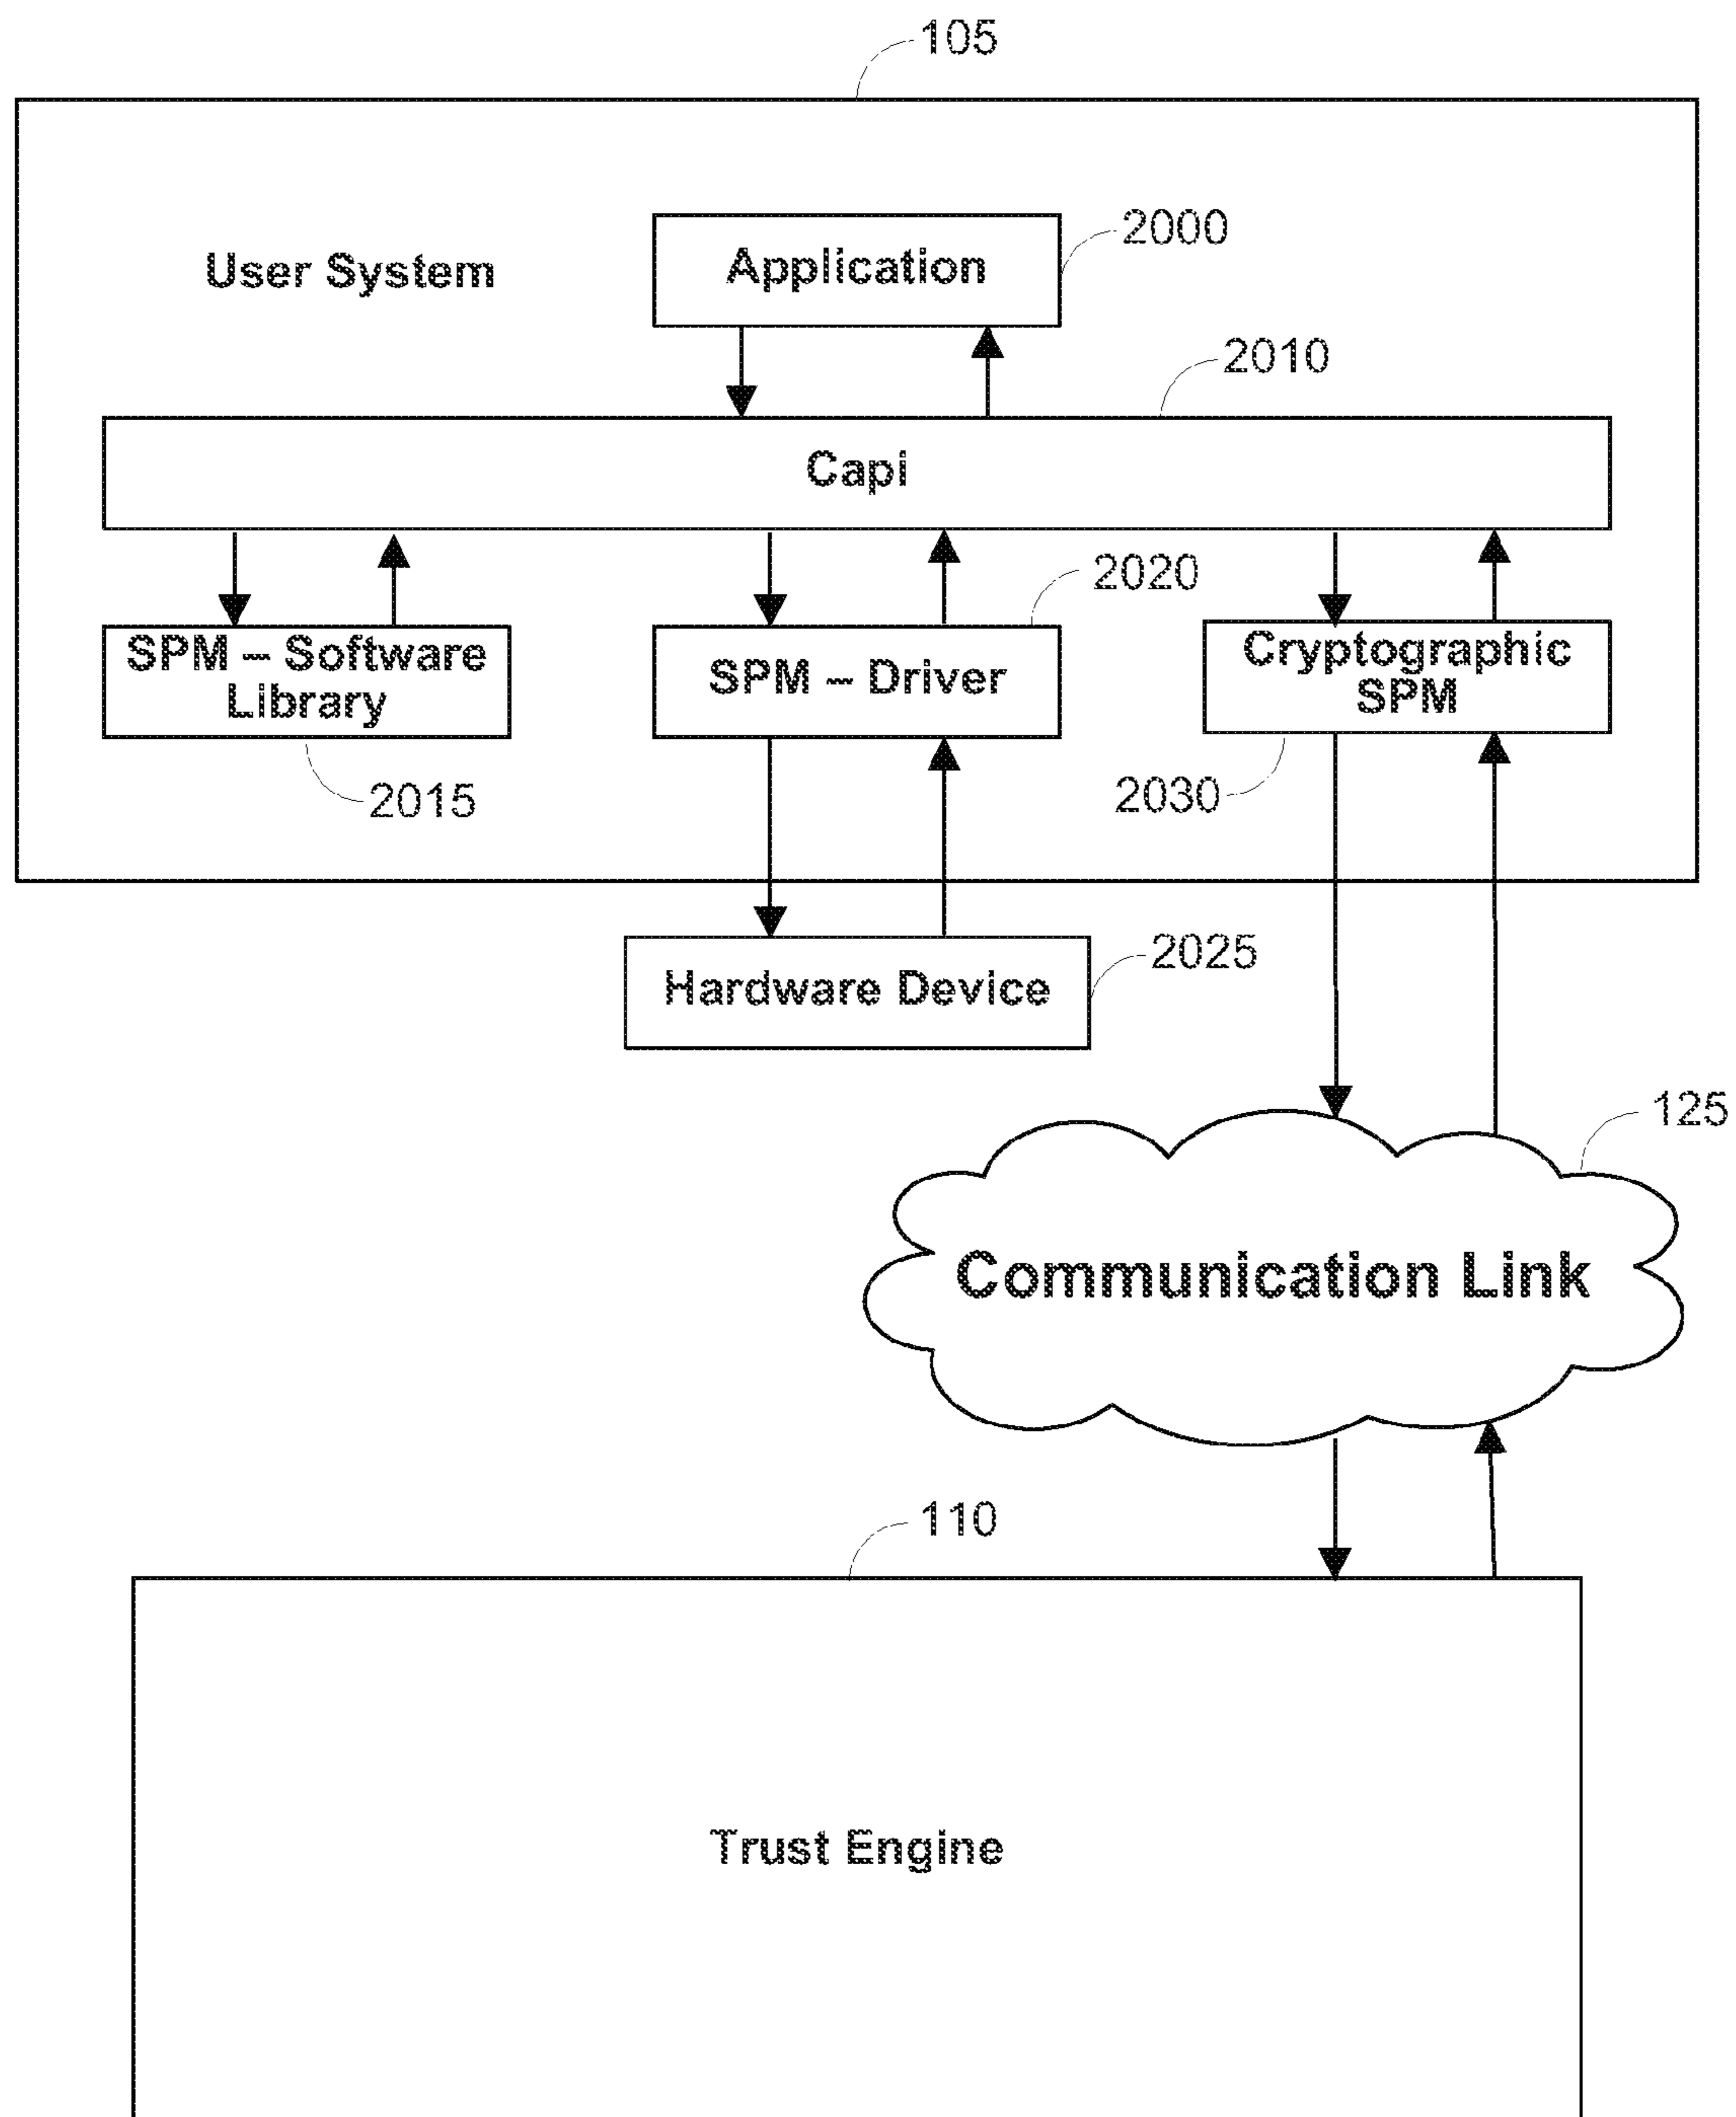 105
User System
Application
2000
2010
Capi
2020
SPM – Software
Library
SPM – Driver
Cryptographic
SPM
2015
2030
Hardware Device
2025
125
Communication Link
110
Trust Engine